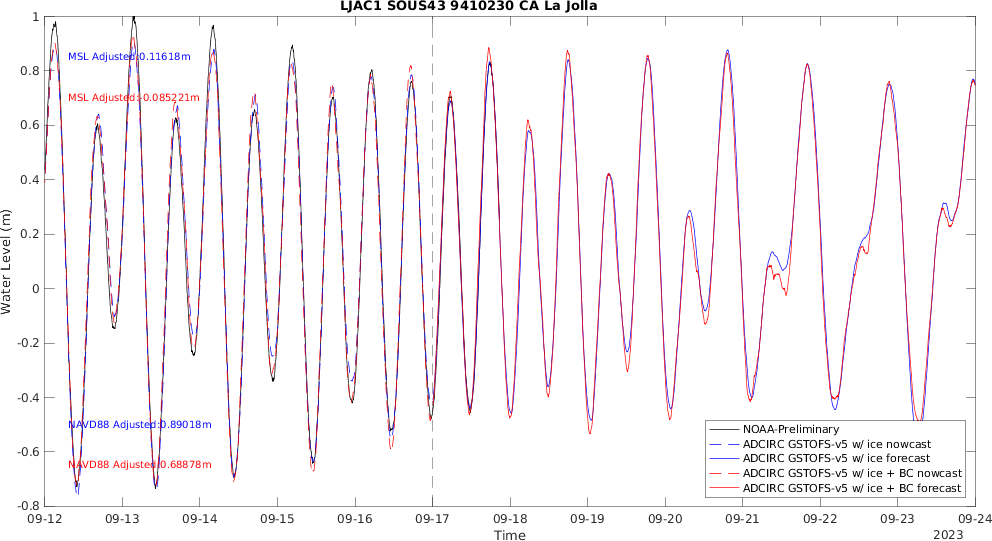 LJAC1 SOUS43 9410230 CA La Jolla
1
0.8
0.6
0.4
0.2
0
-0.2
-0.4
-0.6
-0.8
Water Level (m)
MSL Adjusted:0.11618m
MSL Adjusted:-0.085221m
NAVD88 Adjusted:0.89018m
NAVD88 Adjusted:0.68878m
NOAA-Preliminary
ADCIRC GSTOFS-v5 w/ ice nowcast
ADCIRC GSTOFS-v5 w/ ice forecast
ADCIRC GSTOFS-v5 w/ ice + BC nowcast
ADCIRC GSTOFS-v5 w/ ice + BC forecast
09-12 09-13 09-14 09-15 09-16 09-17 09-18 09-19 09-20 09-21 09-22 09-23 09-24
Time
2023